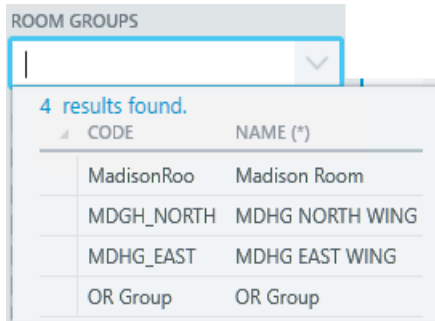 ROOM GROUPS
4 results found.
CODE NAME (*)
MadisonRoo Madison Room
MDGH_NORTH MDHG NORTH WING
MDHG_EAST MDHG EAST WING
OR Group OR Group